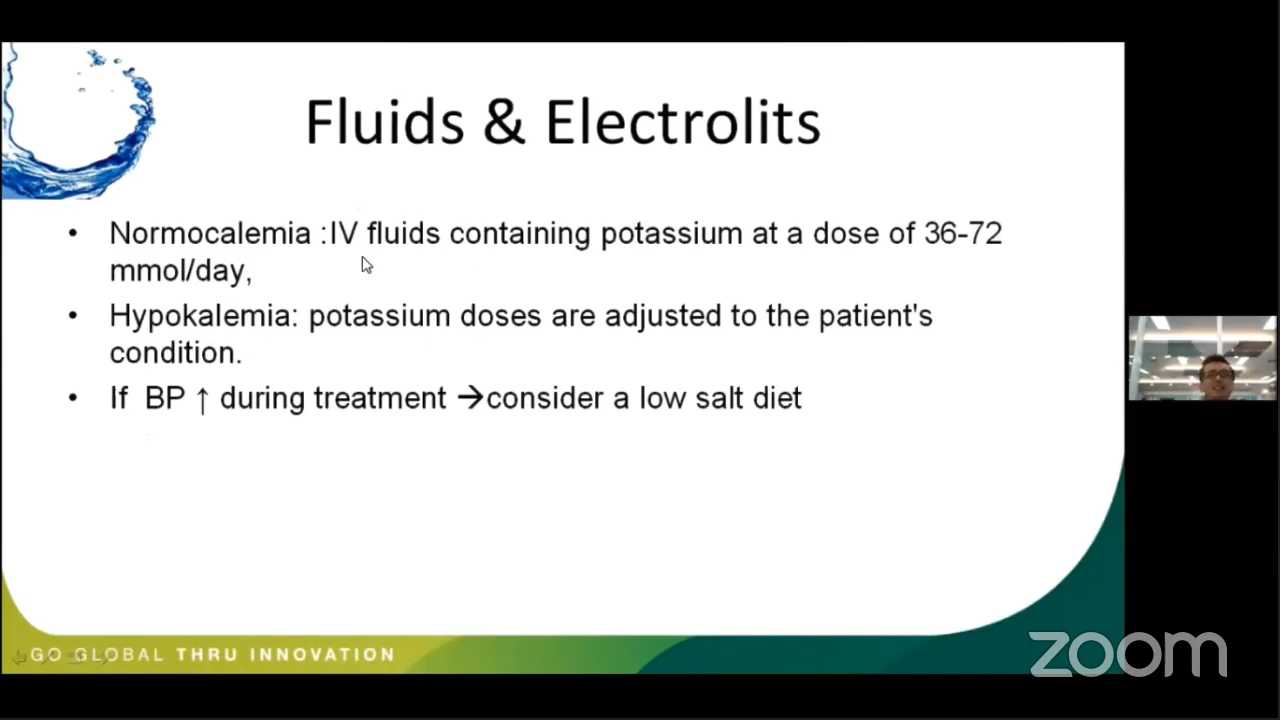 Fluids & Electrolits
• Normocalemia :IV fluids containing potassium at a dose of 36-72
mmol/day,
• Hypokalemia: potassium doses are adjusted to the patient's
condition.
• If BP ↑ during treatment →consider a low salt diet
GO GLOBAL THRU INNOVATION
zoom